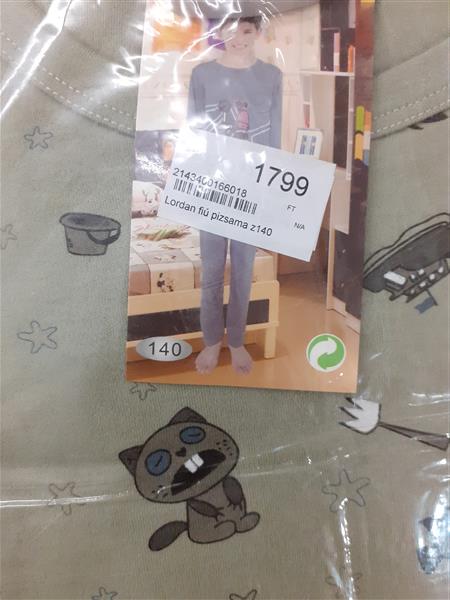 1799
FT
N/A
2143400166018
Lordan fiú pizsama z140
140